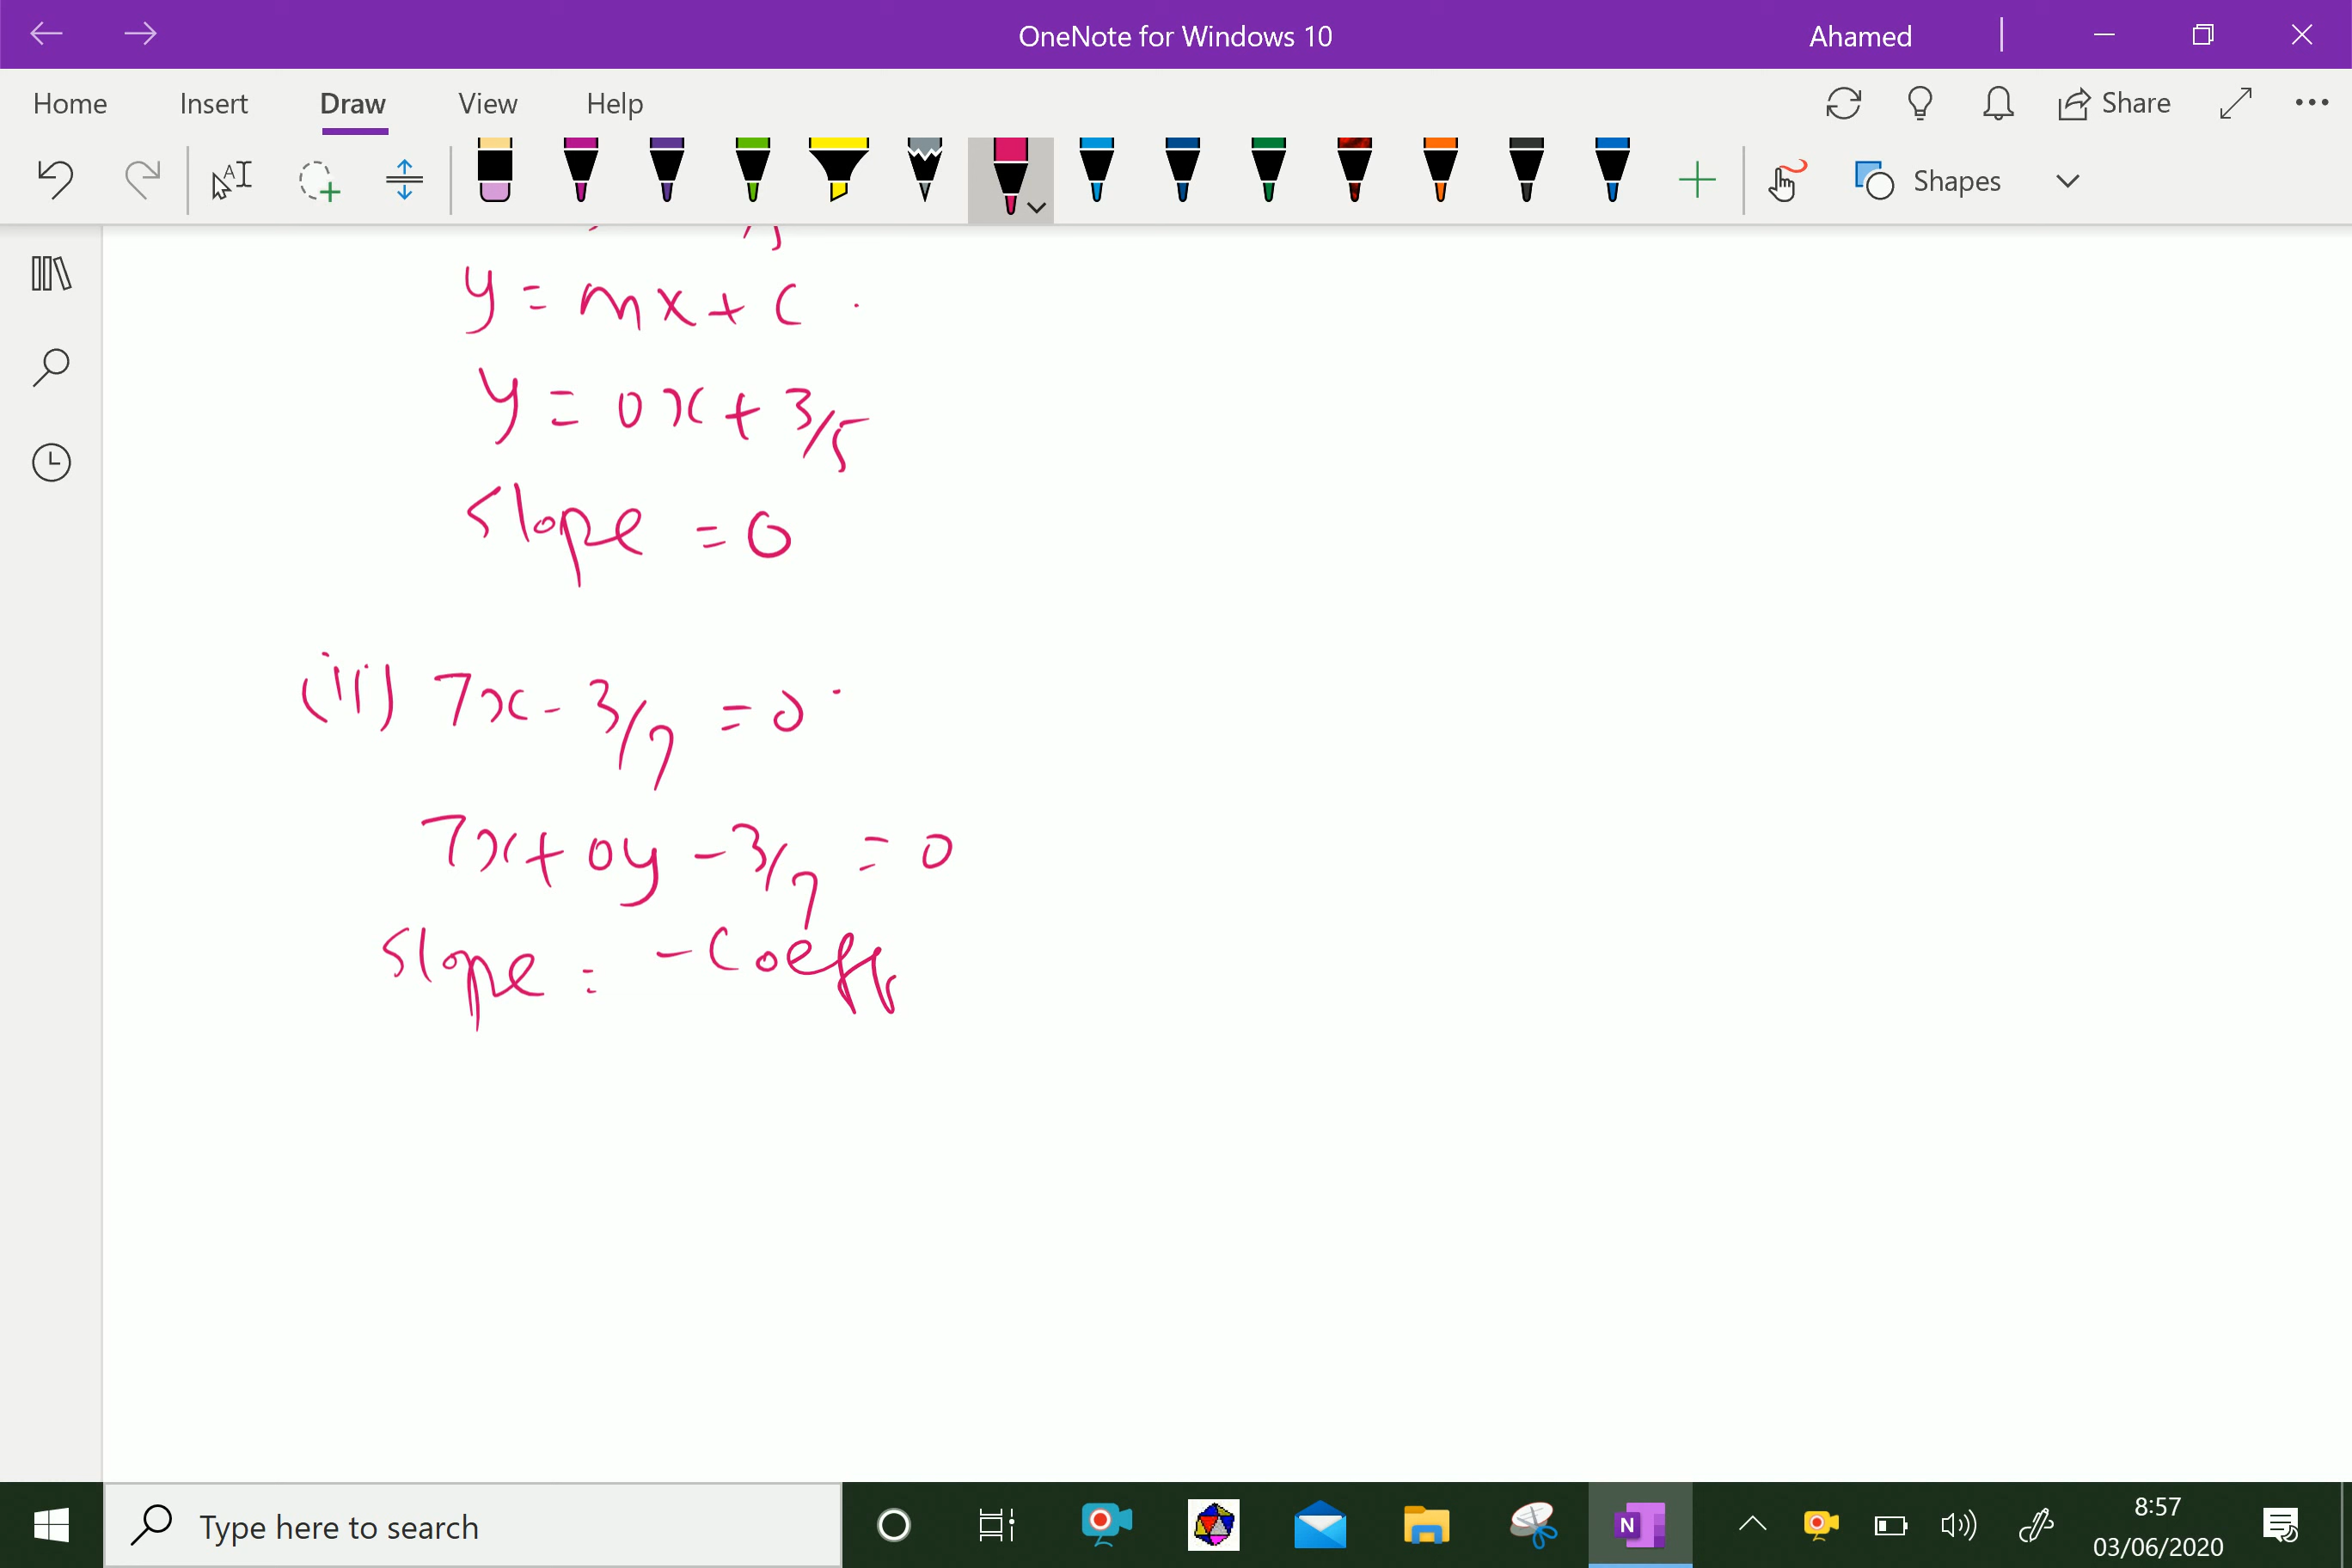 OneNote for Windows 10
Ahamed
Home Insert Draw View Help
Share
Shapes
y = mx + c .
y = 0x + 3/5
slope = 0
(ii) 7x - 3/7 = 0
7x + 0y - 3/7 = 0
slope = - Coeff
Type here to search
8:57
03/06/2020